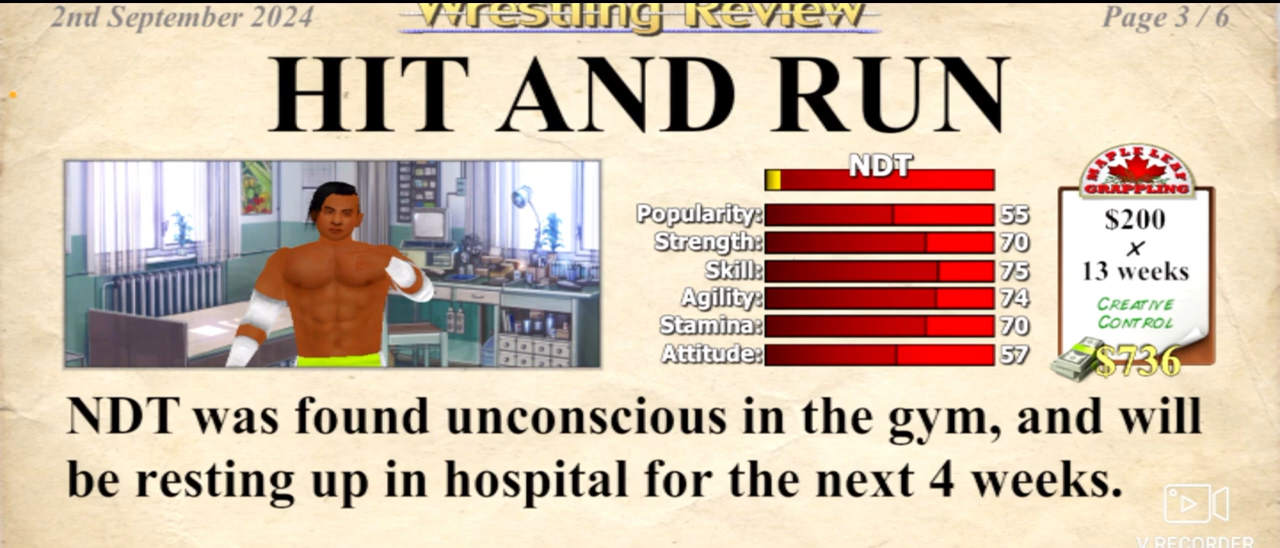 2nd September 2024
Wrestling Review
Page 3 / 6
HIT AND RUN
NDT
Popularity: 55
Strength: 70
Skill: 75
Agility: 74
Stamina: 70
Attitude: 57
MAPLE LEAF
GRAPPLING
$200
x
13 weeks
CREATIVE
CONTROL
$736
NDT was found unconscious in the gym, and will
be resting up in hospital for the next 4 weeks.
V.RECORDER